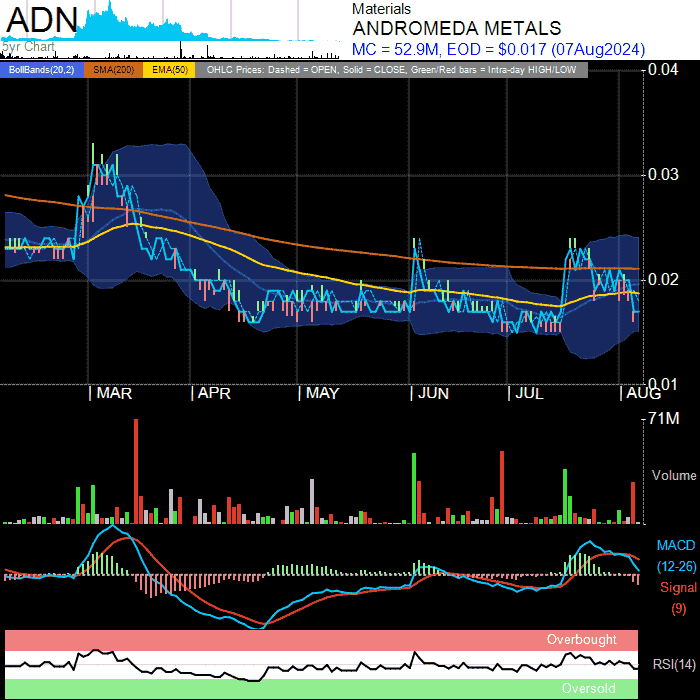 ADN
5yr Chart
Materials
ANDROMEDA METALS
MC = 52.9M, EOD = $0.017 (07Aug2024)
BollBands(20,2) SMA(200) EMA(50) OHLC Prices: Dashed = OPEN, Solid = CLOSE, Green/Red bars = Intra-day HIGH/LOW
0.04
0.03
0.02
0.01
| MAR | APR | MAY | JUN | JUL | AUG
71M
Volume
MACD
(12-26)
Signal
(9)
Overbought
RSI(14)
Oversold